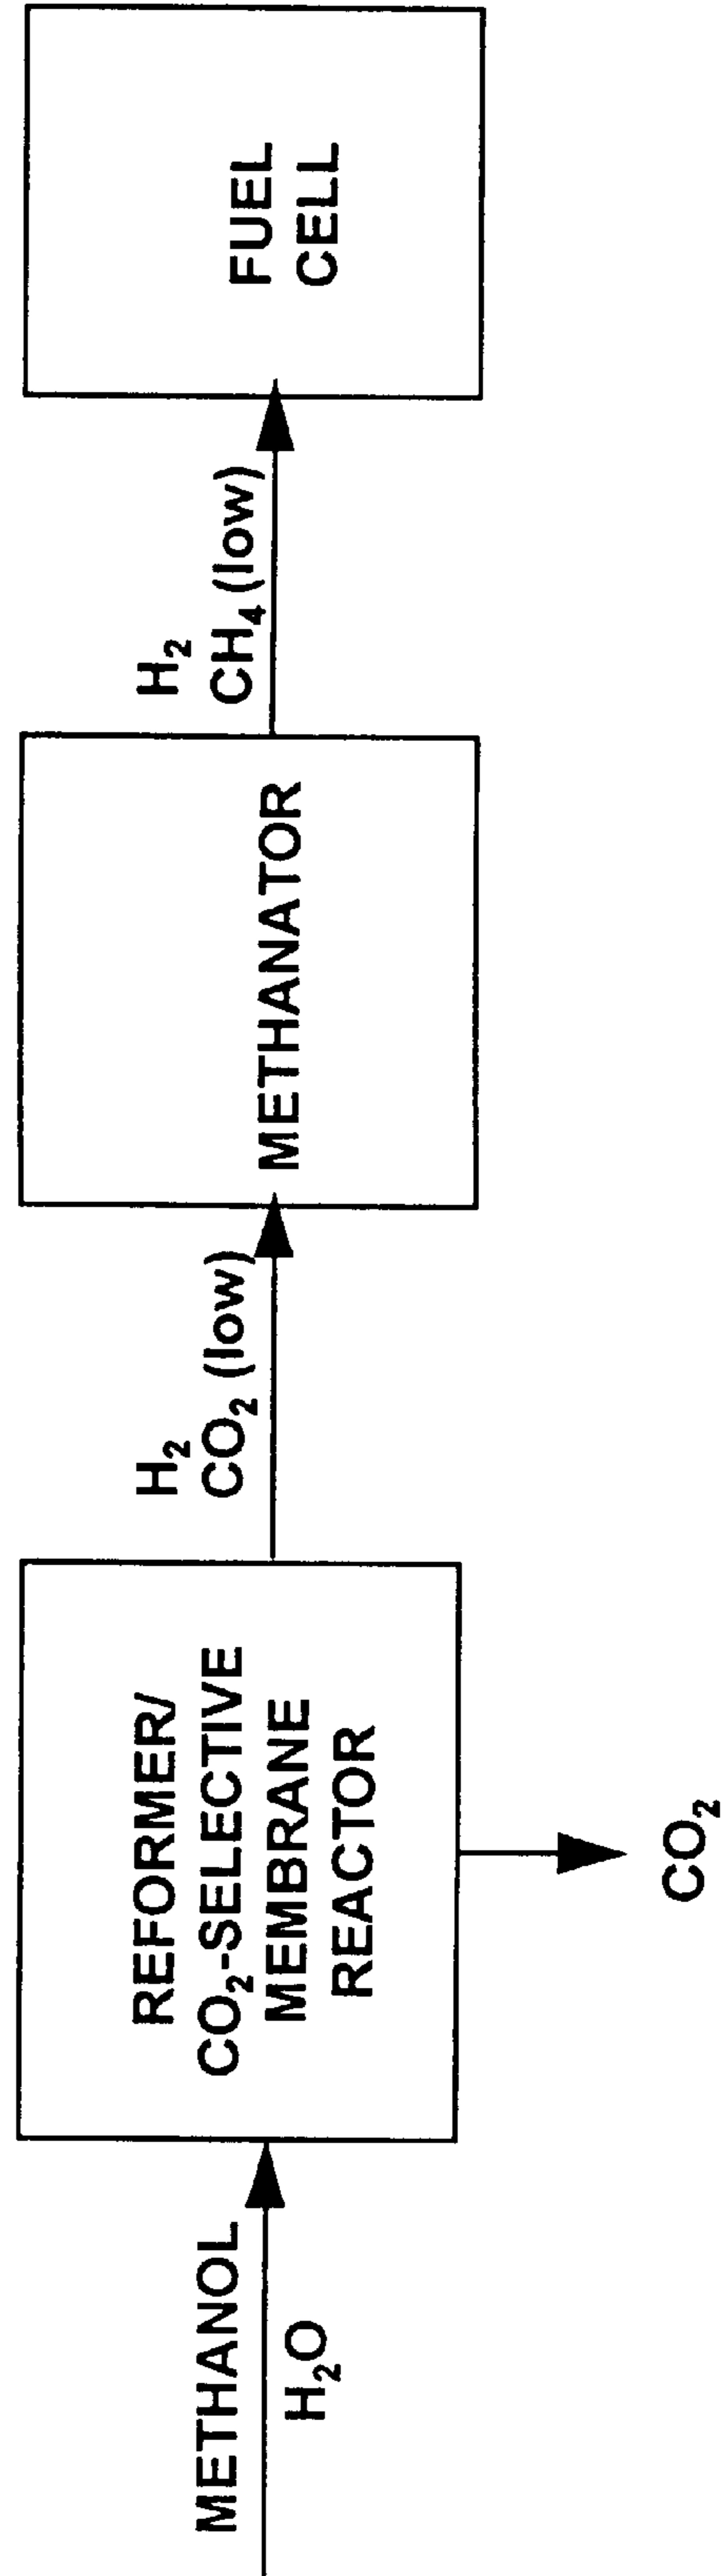 METHANOL
H₂O
REFORMER/
CO₂-SELECTIVE
MEMBRANE
REACTOR
CO₂
H₂
CO₂ (low)
METHANATOR
H₂
CH₄ (low)
FUEL
CELL